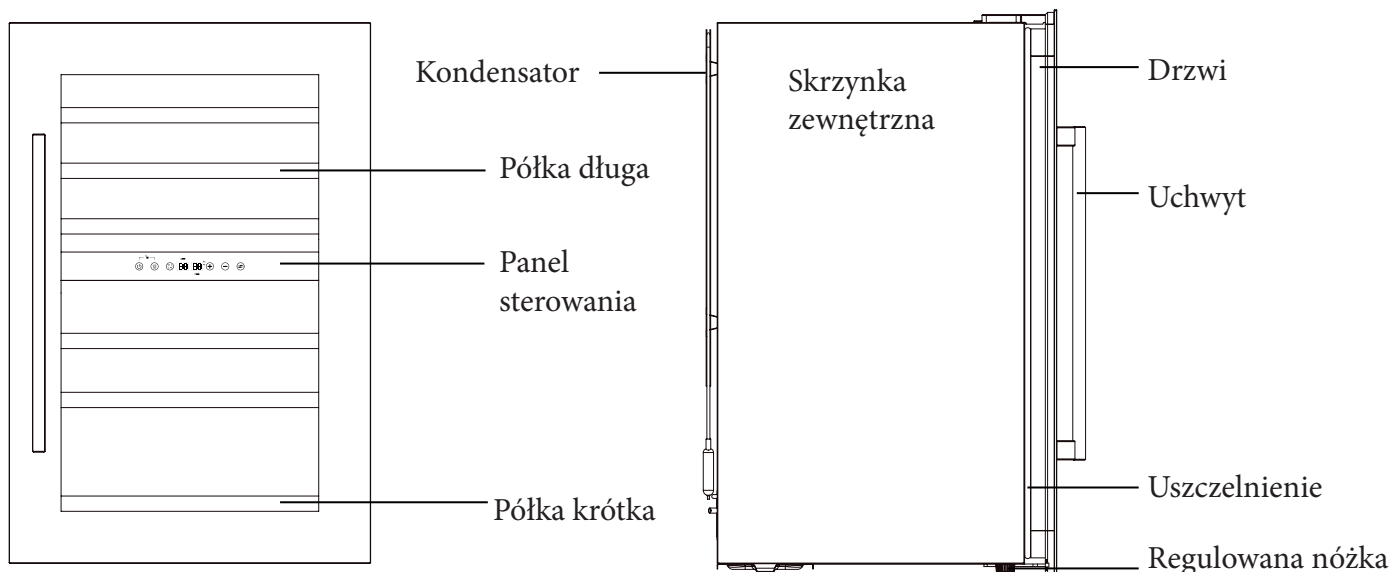 Kondensator
Półka długa
Panel
sterowania
Półka krótka
Skrzynka
zewnętrzna
Drzwi
Uchwyt
Uszczelnienie
Regulowana nóżka